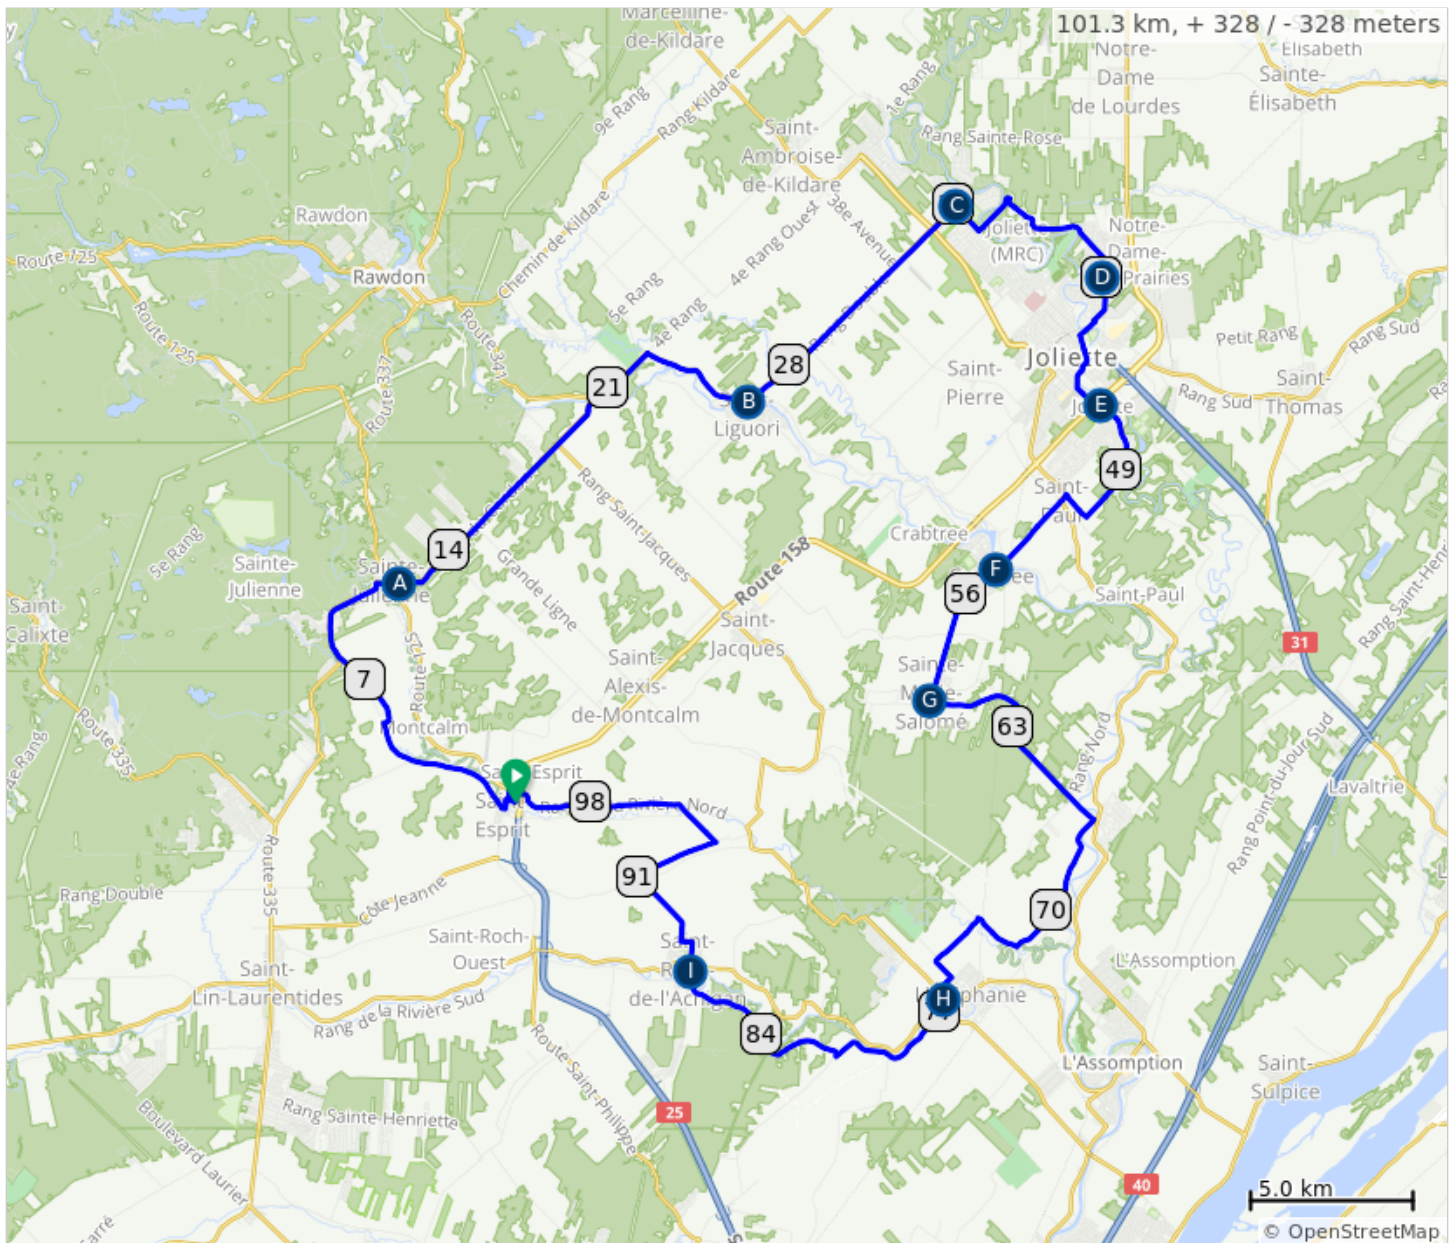 101.3 km, + 328 / - 328 meters
Marcelline-
de-Kildare
Notre-
Dame
de Lourdes
Elisabeth
Sainte-
Élisabeth
9e Rang
Rang Kildare
1e Rang
Rang Sainte-Rose
Saint-
Ambroise-
de-Kildare
38e Avenue
4e Rang Ouest
Chemin de Kildare
Rawdon
Route 125
Rawdon
C
Joliette
(MRC)
Notre-
Dame-
Prairies
D
Route 125
Route 337
Route 341
5e Rang
4e Rang
Petit Rang
Rang Sud
28
21
B
Liguori
Saint-
Pierre
Joliette
E
Rang Sud
Saint-
Thomas
Rang Saint-Jacques
49
Saint-
Paul
Crabtree
5e Rang
14
Sainte-
Julienne
A
Grande Ligne
Route 158
F
56
Saint-Paul
Saint-
Calixte
Saint-
Jacques
31
7
Saint-
Alexis-
de-Montcalm
G
Salomé
63
Rang Nord
Rang Point-du-Jour Sud
Route 335
4e Rang
Montcalm
Esprit
Saint-
Esprit
98
Lavaltrie
Route 335
Rang Double
Côte Jeanne
91
70
Saint-Roch-
Ouest
Saint-
I
de-l'Achigan
L'Assomption
H
Saint-
Lin-Laurentides
Rang de la Rivière Sud
84
Route Saint-Philippe
L'Assomption
Saint-
Sulpice
Rang Sainte Henriette
25
Boulevard Laurier
40
5.0 km
© OpenStreetMap